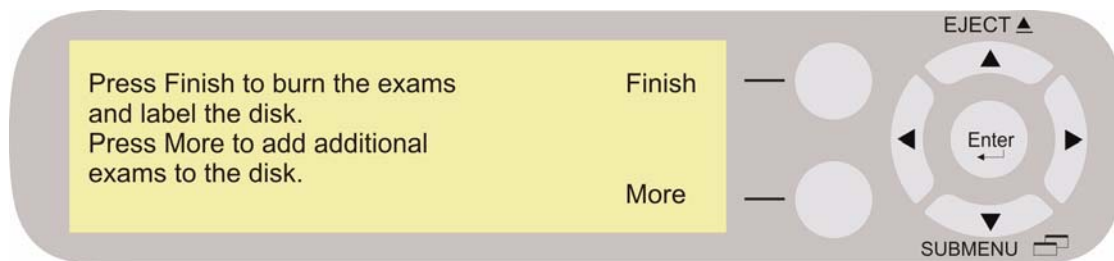 EJECT
Press Finish to burn the exams
and label the disk.
Press More to add additional
exams to the disk.
Finish
More
Enter
SUBMENU